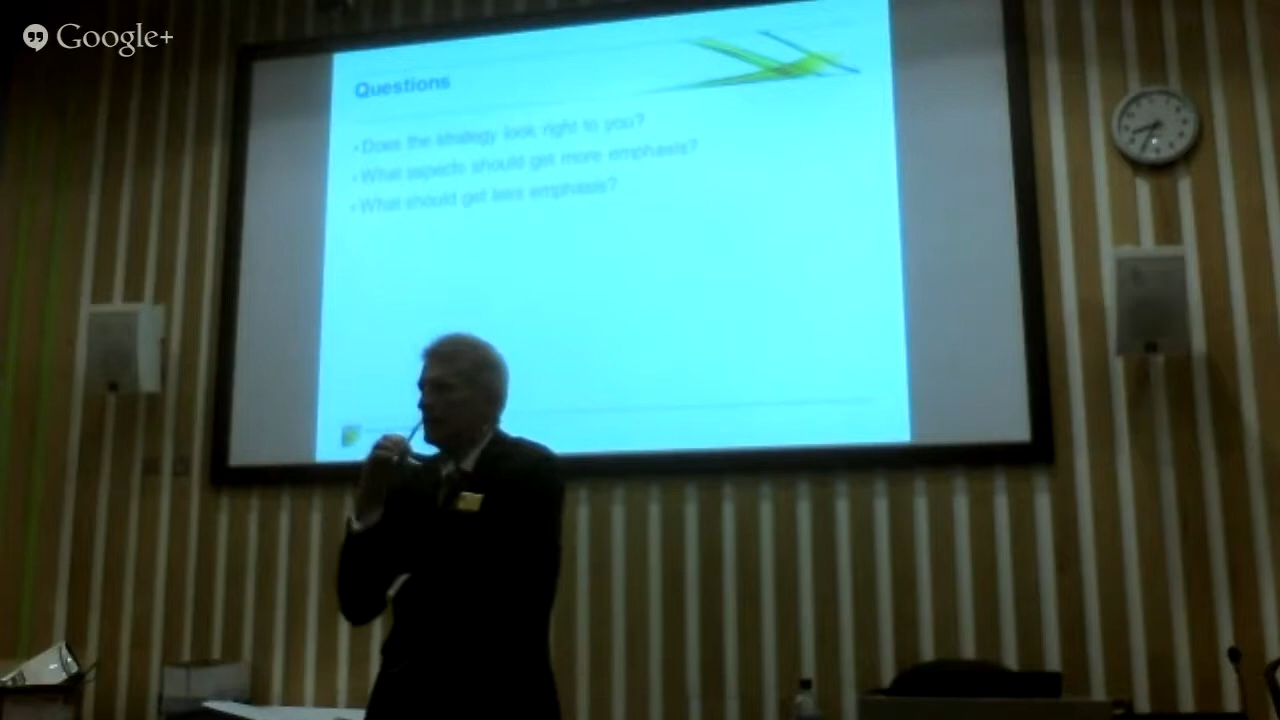 Google+
Questions
Does the strategy look right to you?
What aspects should get more emphasis?
What should get less emphasis?